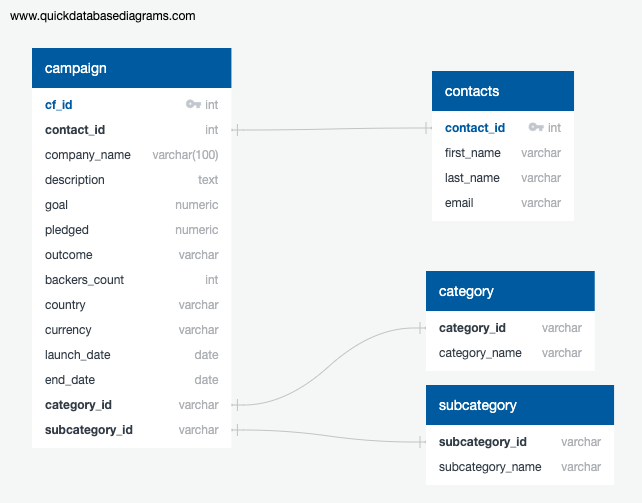 www.quickdatabasediagrams.com
campaign
cf_id int
contact_id int
company_name varchar(100)
description text
goal numeric
pledged numeric
outcome varchar
backers_count int
country varchar
currency varchar
launch_date date
end_date date
category_id varchar
subcategory_id varchar
contacts
contact_id int
first_name varchar
last_name varchar
email varchar
category
category_id varchar
category_name varchar
subcategory
subcategory_id varchar
subcategory_name varchar